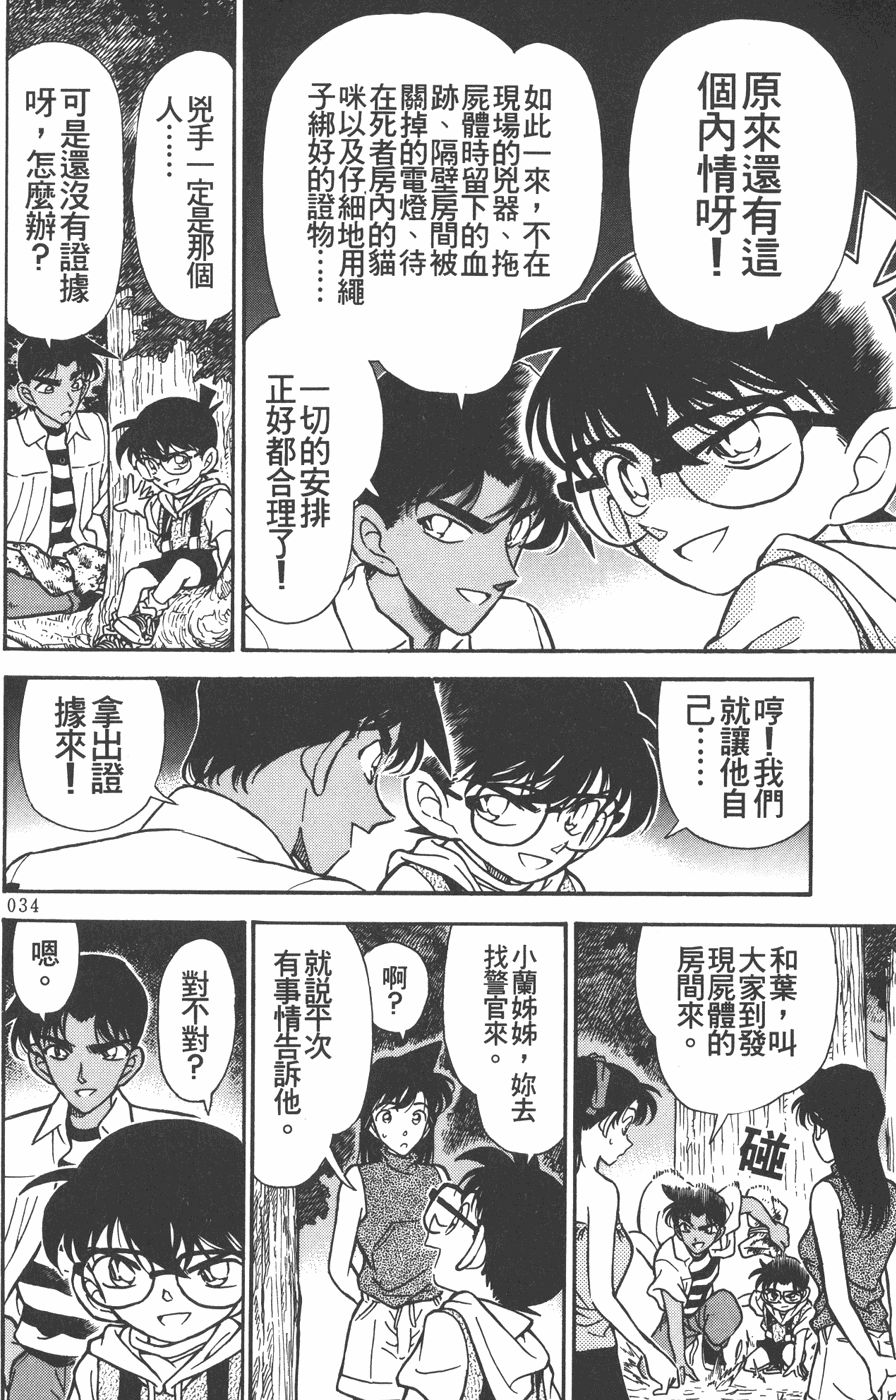 原來還有這
個內情呀！
如此一來，不在
現場的兇器、拖
屍體時留下的血
跡、隔壁房間被
關掉的電燈、待
在死者房內的貓
咪以及仔細地用繩
子綁好的證物……
一切的安排
正好都合理了！
兇手一定是那個
人……
可是還沒有證據
呀，怎麼辦？
哼！我們
就讓他自
己……
拿出證
據來！
034
和葉，叫
大家到發
現屍體的
房間來。
碰
小蘭姊姊，妳去
找警官來。
啊？
就説平次
有事情告訴他。
對不對？
嗯。